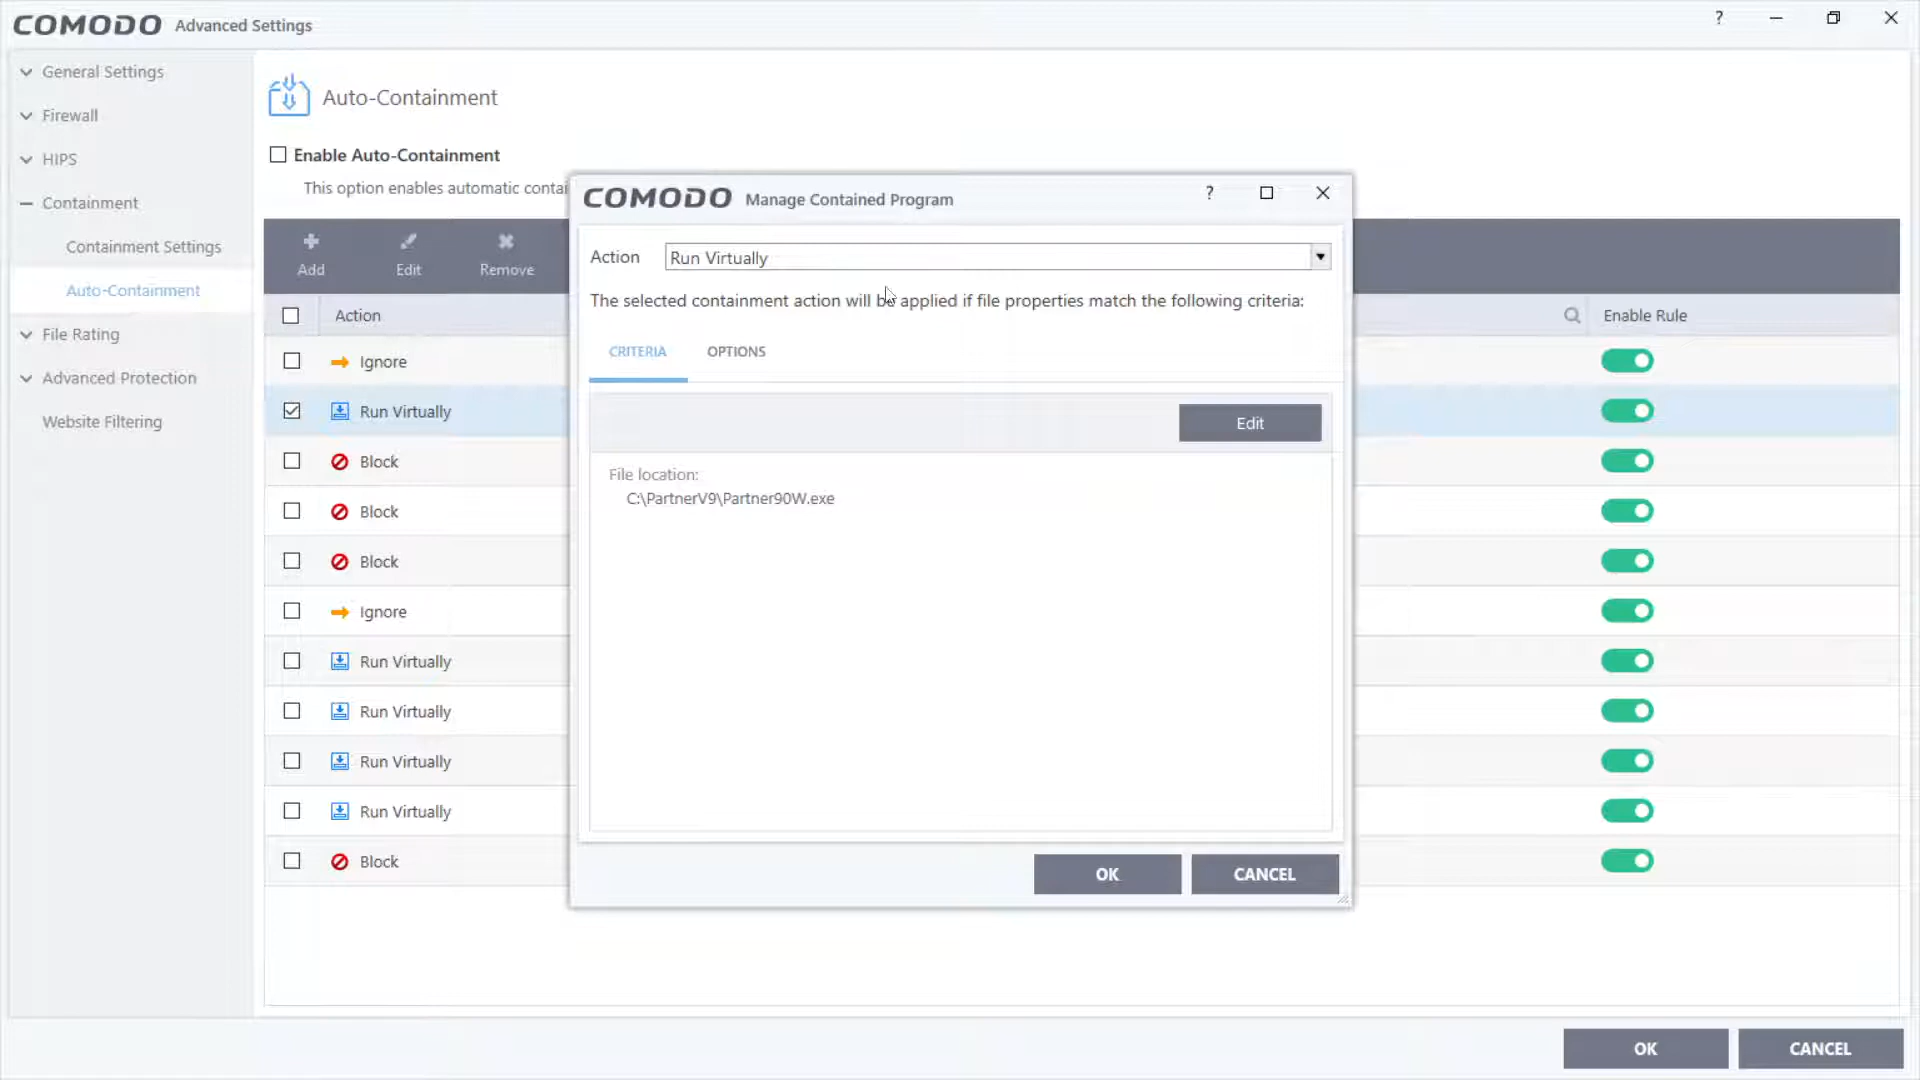 COMODO Advanced Settings
?
General Settings
Firewall
HIPS
Containment
Containment Settings
Auto-Containment
File Rating
Advanced Protection
Website Filtering
Auto-Containment
Enable Auto-Containment
This option enables automatic contai
Add
Edit
Remove
Action
Enable Rule
Ignore
Run Virtually
Block
Block
Block
Ignore
Run Virtually
Run Virtually
Run Virtually
Run Virtually
Block
COMODO Manage Contained Program
?
Action Run Virtually
The selected containment action will be applied if file properties match the following criteria:
CRITERIA OPTIONS
Edit
File location:
C:\PartnerV9\Partner90W.exe
OK CANCEL
OK CANCEL